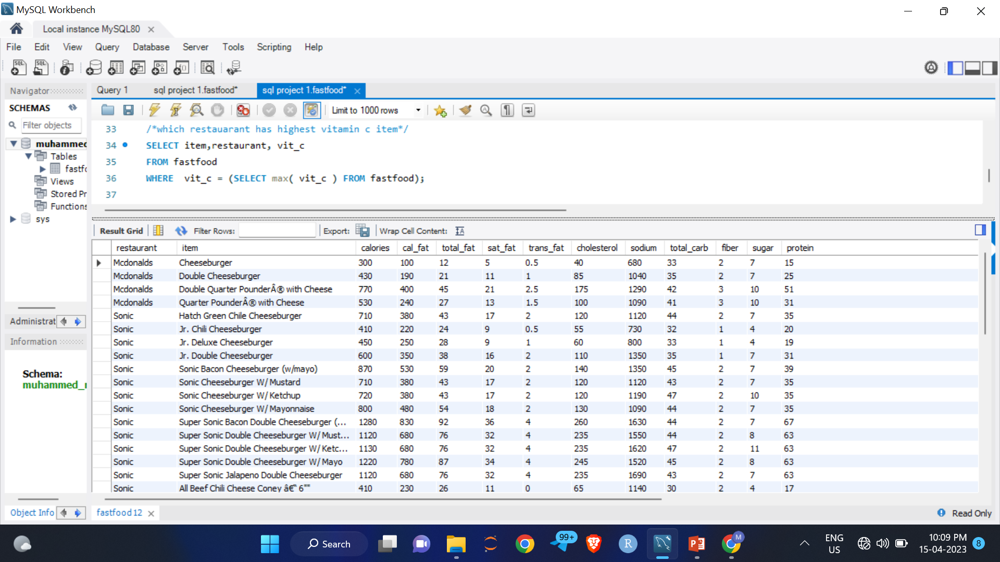 MySQL Workbench
Local instance MySQL80
File Edit View Query Database Server Tools Scripting Help
Navigator
SCHEMAS
Filter objects
muhammed
Tables
fastfo
Views
Stored Pr
Functions
sys
Administrat
Information
Schema:
muhammed_
Object Info
Query 1 sql project 1.fastfood* sql project 1.fastfood*
Limit to 1000 rows
33 /*which restauarant has highest vitamin c item*/
34 SELECT item,restaurant, vit_c
35 FROM fastfood
36 WHERE vit_c = (SELECT max( vit_c ) FROM fastfood);
37
Result Grid Filter Rows: Export: Wrap Cell Content:
restaurant item calories cal_fat total_fat sat_fat trans_fat cholesterol sodium total_carb fiber sugar protein
Mcdonalds Cheeseburger 300 100 12 5 0.5 40 680 33 2 7 15
Mcdonalds Double Cheeseburger 430 190 21 11 1 85 1040 35 2 7 25
Mcdonalds Double Quarter PounderÂ® with Cheese 770 400 45 21 2.5 175 1290 42 3 10 51
Mcdonalds Quarter PounderÂ® with Cheese 530 240 27 13 1.5 100 1090 41 3 10 31
Sonic Hatch Green Chile Cheeseburger 710 380 43 17 2 120 1120 44 2 7 35
Sonic Jr. Chili Cheeseburger 410 220 24 9 0.5 55 730 32 1 4 20
Sonic Jr. Deluxe Cheeseburger 450 250 28 9 1 60 800 33 1 4 19
Sonic Jr. Double Cheeseburger 600 350 38 16 2 110 1350 35 1 7 31
Sonic Sonic Bacon Cheeseburger (w/mayo) 870 530 59 20 2 140 1350 45 2 7 39
Sonic Sonic Cheeseburger W/ Mustard 710 380 43 17 2 120 1120 43 2 7 35
Sonic Sonic Cheeseburger W/ Ketchup 720 380 43 17 2 120 1190 47 2 10 35
Sonic Sonic Cheeseburger W/ Mayonnaise 800 480 54 18 2 130 1090 44 2 7 35
Sonic Super Sonic Bacon Double Cheeseburger (... 1280 830 92 36 4 260 1630 44 2 7 67
Sonic Super Sonic Double Cheeseburger W/ Must... 1120 680 76 32 4 235 1550 44 2 8 63
Sonic Super Sonic Double Cheeseburger W/ Ketc... 1130 680 76 32 4 235 1620 47 2 11 63
Sonic Super Sonic Double Cheeseburger W/ Mayo 1220 780 87 34 4 245 1520 45 2 8 63
Sonic Super Sonic Jalapeno Double Cheeseburger 1120 680 76 32 4 235 1690 43 2 7 63
Sonic All Beef Chili Cheese Coney â€“ 6"" 410 230 26 11 0 65 1140 30 2 4 17
fastfood 12
Read Only
Search
99+
R
M
ENG
US
10:09 PM
15-04-2023
8